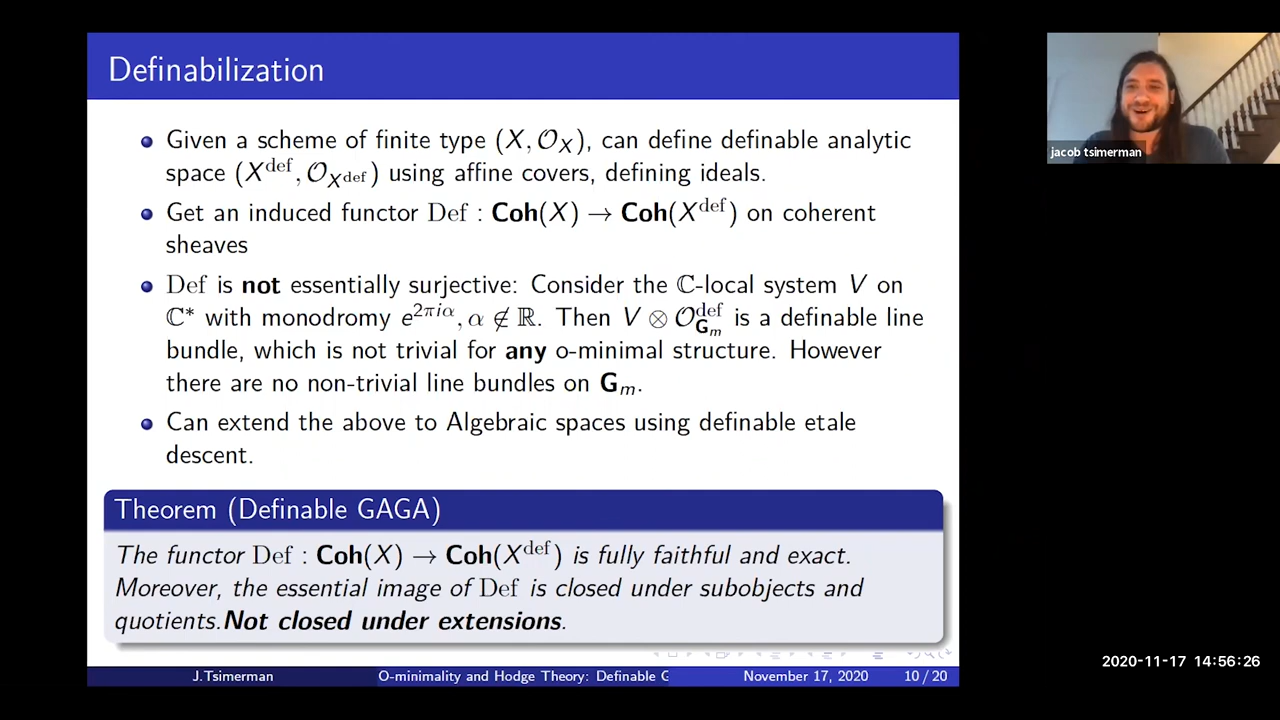 Definabilization
Given a scheme of finite type (X, 𝒪_X), can define definable analytic
space (X^def, 𝒪_{X^def}) using affine covers, defining ideals.
Get an induced functor Def : Coh(X) → Coh(X^def) on coherent
sheaves
Def is not essentially surjective: Consider the ℂ-local system V on
ℂ* with monodromy e^{2πiα}, α ∉ ℝ. Then V ⊗ 𝒪^def_{G_m} is a definable line
bundle, which is not trivial for any o-minimal structure. However
there are no non-trivial line bundles on G_m.
Can extend the above to Algebraic spaces using definable etale
descent.
Theorem (Definable GAGA)
The functor Def : Coh(X) → Coh(X^def) is fully faithful and exact.
Moreover, the essential image of Def is closed under subobjects and
quotients.Not closed under extensions.
J.Tsimerman O-minimality and Hodge Theory: Definable G November 17, 2020 10 / 20
jacob tsimerman
2020-11-17 14:56:26